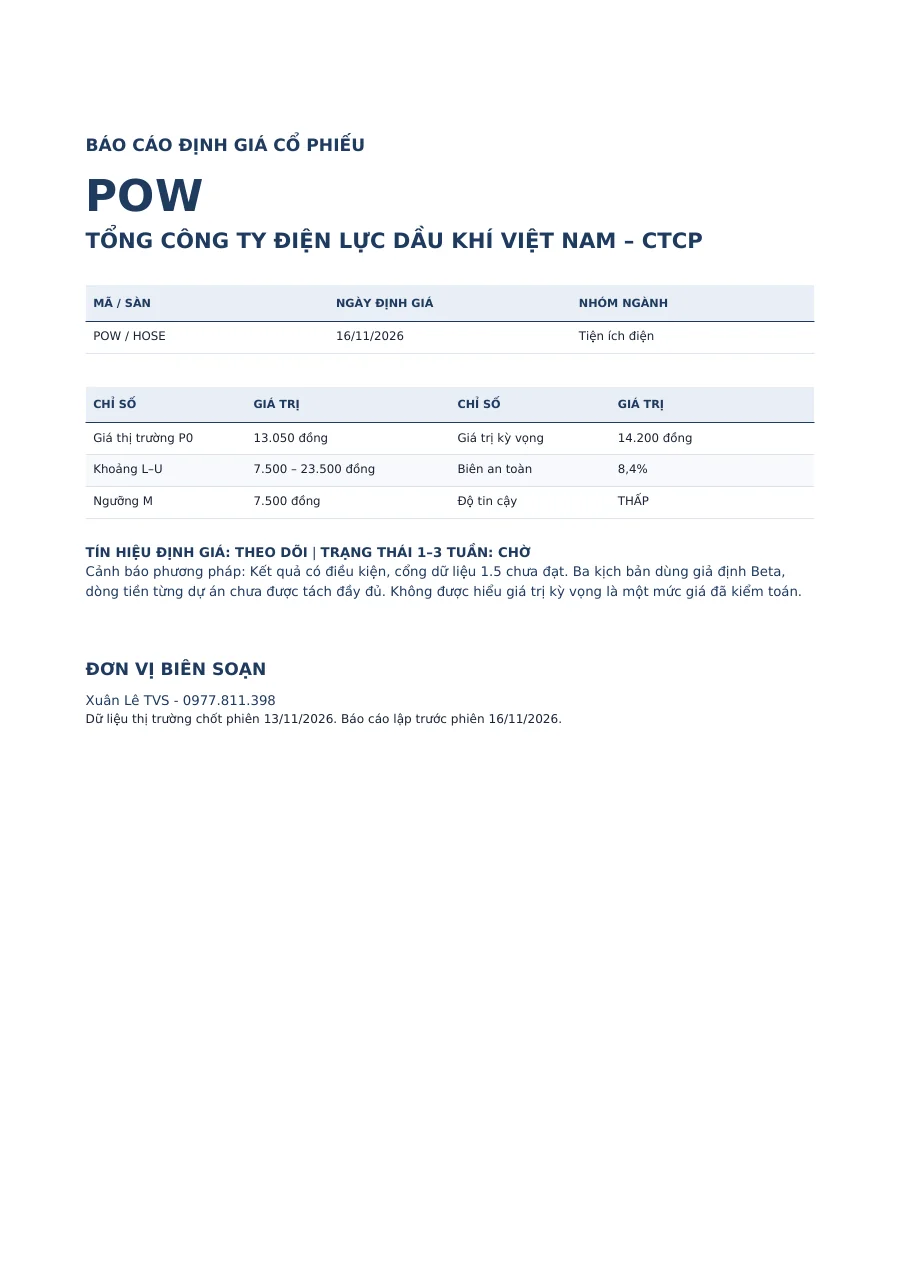 BÁO CÁO ĐỊNH GIÁ CỔ PHIẾU
POW
TỔNG CÔNG TY ĐIỆN LỰC DẦU KHÍ VIỆT NAM – CTCP
MÃ / SÀN NGÀY ĐỊNH GIÁ NHÓM NGÀNH
POW / HOSE 16/11/2026 Tiện ích điện
CHỈ SỐ GIÁ TRỊ CHỈ SỐ GIÁ TRỊ
Giá thị trường P0 13.050 đồng Giá trị kỳ vọng 14.200 đồng
Khoảng L–U 7.500 – 23.500 đồng Biên an toàn 8,4%
Ngưỡng M 7.500 đồng Độ tin cậy THẤP
TÍN HIỆU ĐỊNH GIÁ: THEO DÕI | TRẠNG THÁI 1–3 TUẦN: CHỜ
Cảnh báo phương pháp: Kết quả có điều kiện, cổng dữ liệu 1.5 chưa đạt. Ba kịch bản dùng giả định Beta,
dòng tiền từng dự án chưa được tách đầy đủ. Không được hiểu giá trị kỳ vọng là một mức giá đã kiểm toán.
ĐƠN VỊ BIÊN SOẠN
Xuân Lê TVS - 0977.811.398
Dữ liệu thị trường chốt phiên 13/11/2026. Báo cáo lập trước phiên 16/11/2026.